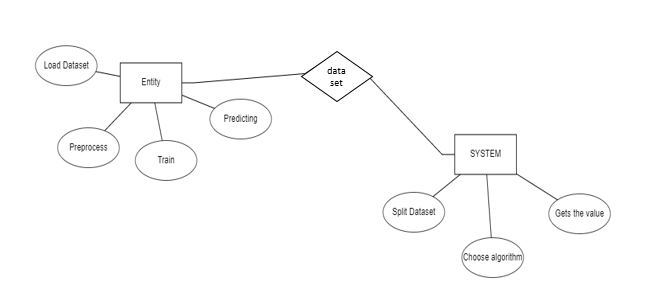 Load Dataset
Entity
data
set
Predicting
Preprocess
Train
SYSTEM
Split Dataset
Gets the value
Choose algorithm